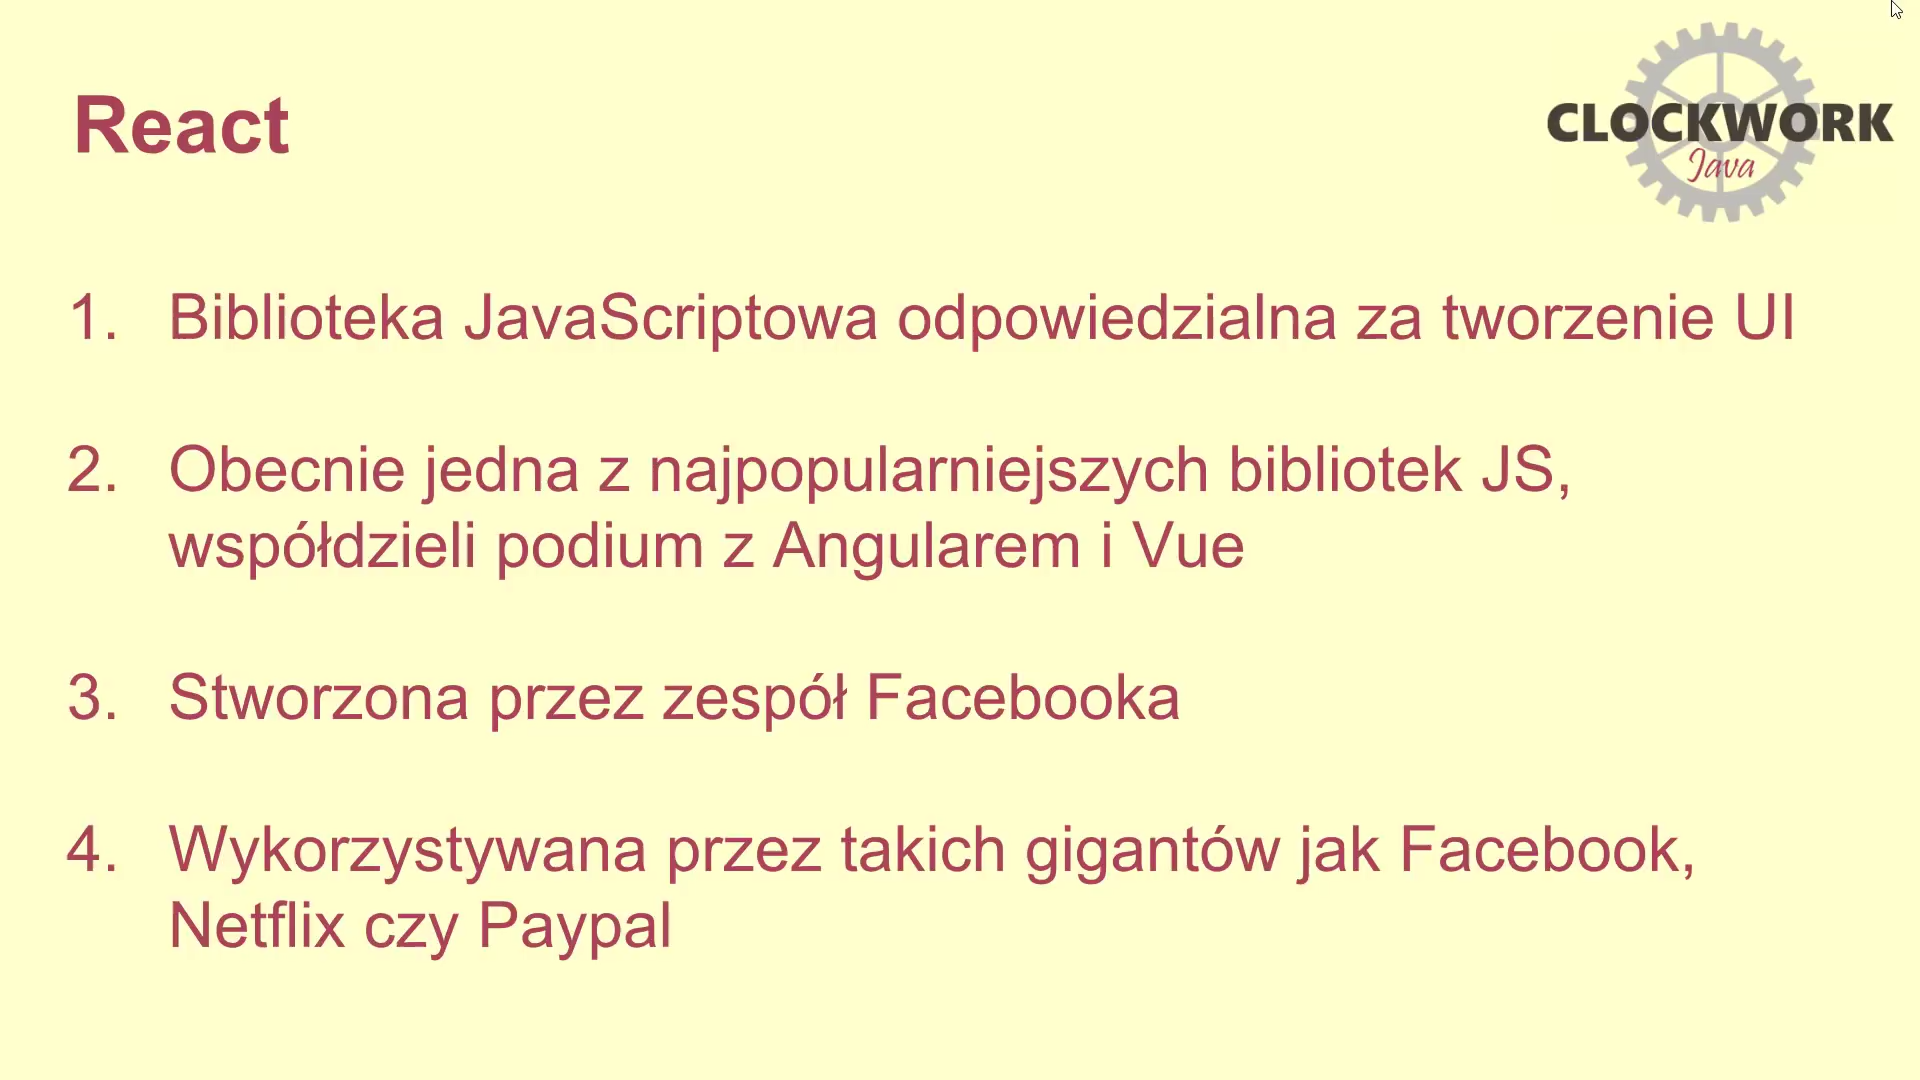 React
CLOCKWORK
Java
1. Biblioteka JavaScriptowa odpowiedzialna za tworzenie UI
2. Obecnie jedna z najpopularniejszych bibliotek JS,
współdzieli podium z Angularem i Vue
3. Stworzona przez zespół Facebooka
4. Wykorzystywana przez takich gigantów jak Facebook,
Netflix czy Paypal